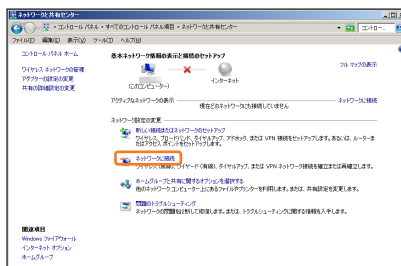 ネットワークと共有センター
コントロール パネル ▸ すべてのコントロール パネル項目 ▸ ネットワークと共有センター
コントロー...
ファイル(F) 編集(E) 表示(V) ツール(T) ヘルプ(H)
コントロール パネル ホーム
ワイヤレス ネットワークの管理
アダプターの設定の変更
共有の詳細設定の変更
基本ネットワーク情報の表示と接続のセットアップ
フル マップの表示
(このコンピューター)
インターネット
アクティブなネットワークの表示
ネットワークに接続
現在どのネットワークにも接続していません
ネットワーク設定の変更
新しい接続またはネットワークのセットアップ
ワイヤレス、ブロードバンド、ダイヤルアップ、アドホック、または VPN 接続をセットアップします。あるいは、ルーターまたはアクセス ポイントをセットアップします。
ネットワークに接続
ワイヤレス (無線)、ワイヤード (有線)、ダイヤルアップ、または VPN ネットワーク接続を確立または再確立します。
ホームグループと共有に関するオプションを選択する
他のネットワーク コンピューター上にあるファイルやプリンターを利用します。または、共有設定を変更します。
問題のトラブルシューティング
ネットワークの問題を診断して修復します。または、トラブルシューティングに関する情報を入手します。
関連項目
Windows ファイアウォール
インターネット オプション
ホームグループ